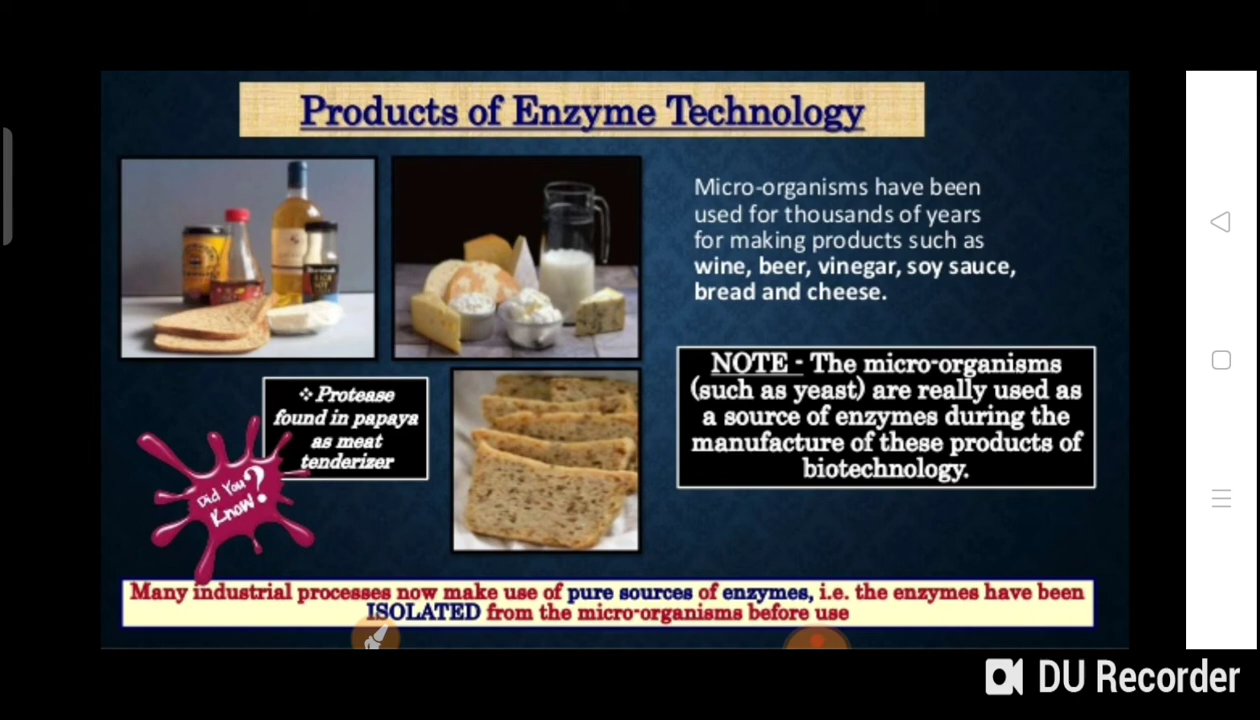 Products of Enzyme Technology
Micro-organisms have been
used for thousands of years
for making products such as
wine, beer, vinegar, soy sauce,
bread and cheese.
❖ Protease
found in papaya
as meat
tenderizer
Did You
Know?
NOTE - The micro-organisms
(such as yeast) are really used as
a source of enzymes during the
manufacture of these products of
biotechnology.
Many industrial processes now make use of pure sources of enzymes, i.e. the enzymes have been
ISOLATED from the micro-organisms before use
DU Recorder